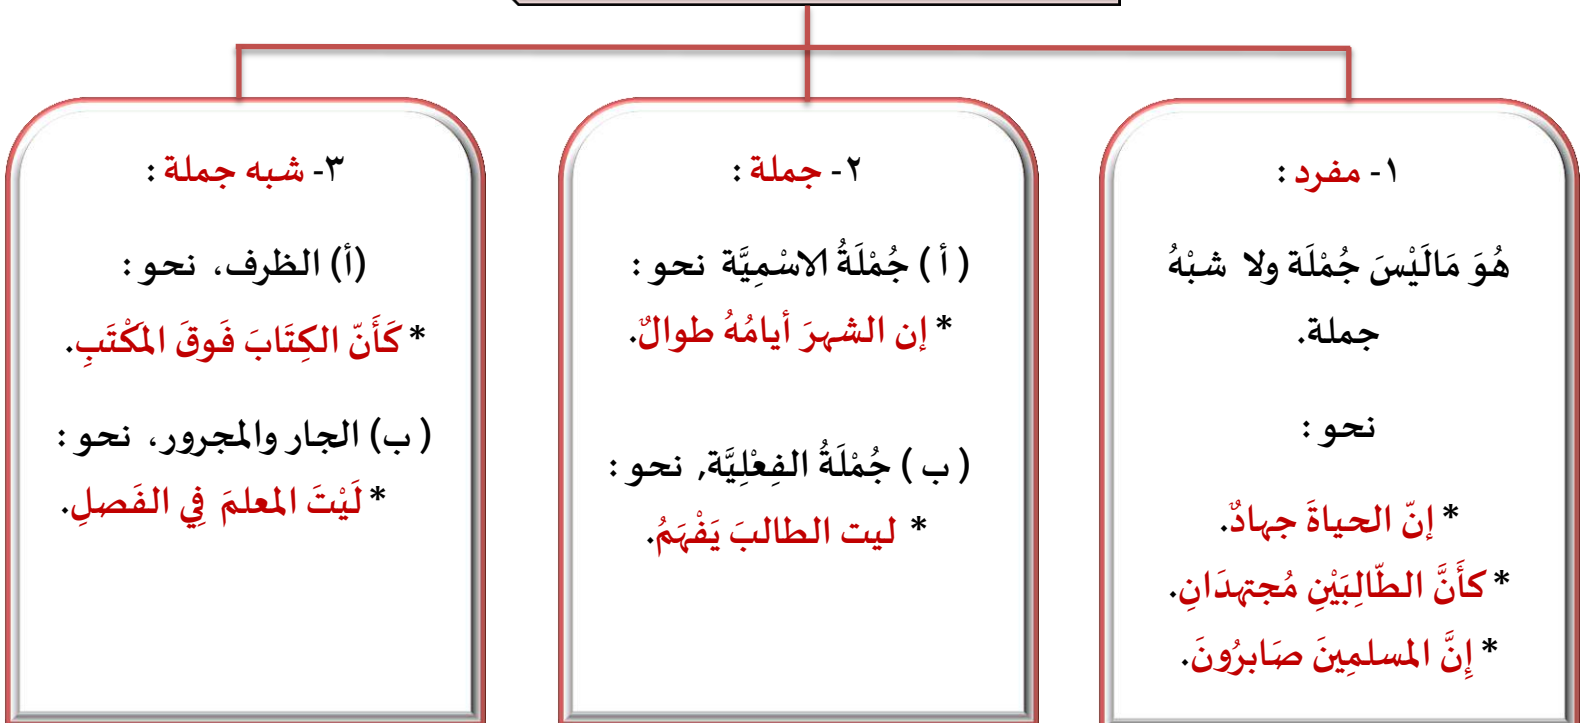 ١- مفرد :
هُوَ مَالَيْسَ جُمْلَة ولا شبْهُ
جملة.
نحو :
* إنّ الحياةَ جهادٌ.
* كأَنَّ الطّالِبَيْنِ مُجتهدَانِ.
* إِنَّ المسلمِينَ صَابرُونَ.
٢- جملة :
( أ ) جُمْلَةُ الاسْمِيَّة نحو :
* إن الشهرَ أيامُهُ طوالٌ.
( ب ) جُمْلَةُ الفِعْلِيَّة, نحو :
* ليت الطالبَ يَفْهَمُ.
٣- شبه جملة :
(أ) الظرف، نحو :
* كَأَنّ الكِتَابَ فَوقَ المَكْتَبِ.
( ب) الجار والمجرور، نحو :
* لَيْتَ المعلمَ فِي الفَصلِ.